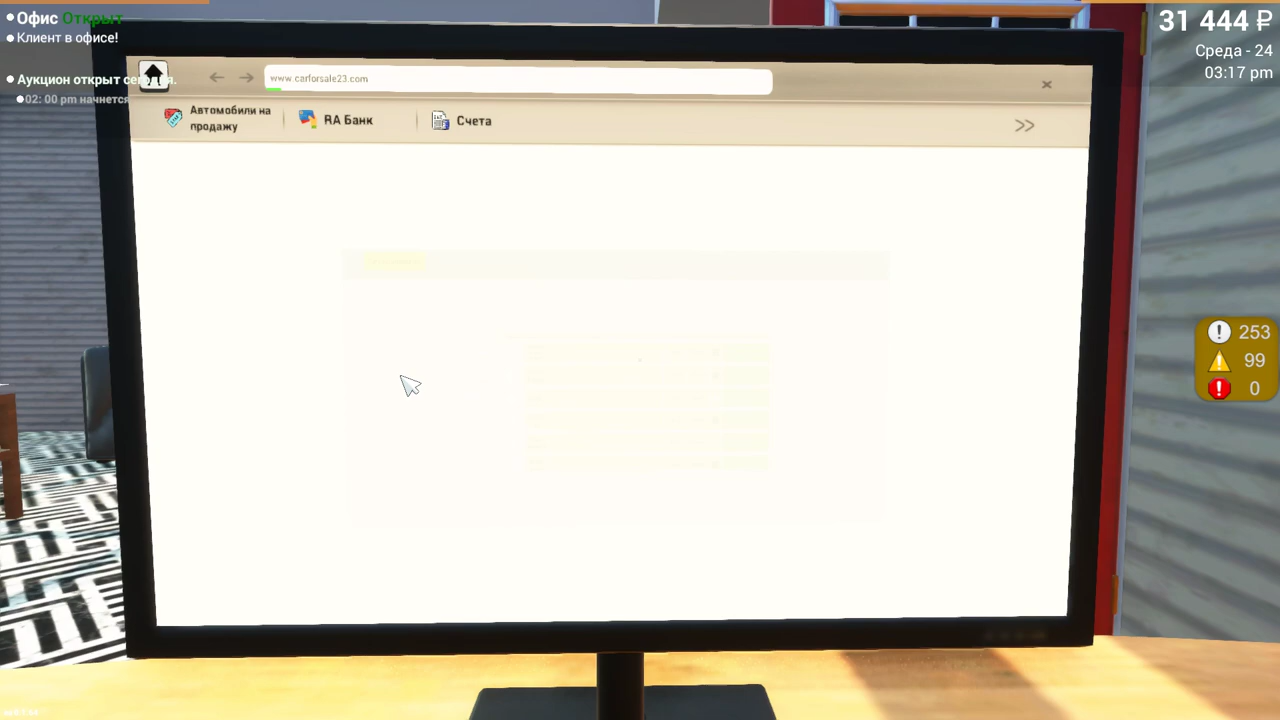 Офис Открыт
Клиент в офисе!
Аукцион открыт сегодня.
02: 00 pm начнется
31 444 ₽
Среда - 24
03:17 pm
www carforsale23.com
Автомобили на
продажу
RA Банк
Счета
>>
253
99
0